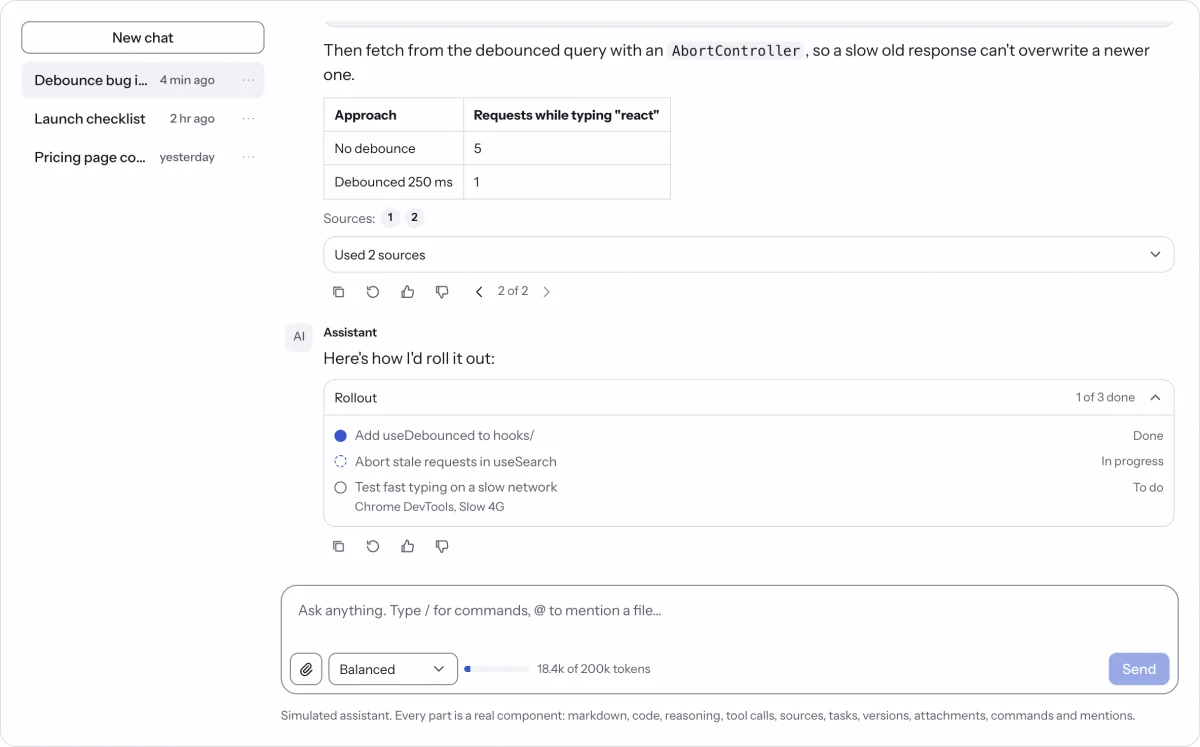 New chat
Debounce bug i... 4 min ago
Launch checklist 2 hr ago
Pricing page co... yesterday
Then fetch from the debounced query with an AbortController, so a slow old response can't overwrite a newer
one.
Approach Requests while typing "react"
No debounce 5
Debounced 250 ms 1
Sources: 1 2
Used 2 sources
2 of 2
AI Assistant
Here's how I'd roll it out:
Rollout 1 of 3 done
Add useDebounced to hooks/ Done
Abort stale requests in useSearch In progress
Test fast typing on a slow network To do
Chrome DevTools, Slow 4G
Ask anything. Type / for commands, @ to mention a file...
Balanced 18.4k of 200k tokens Send
Simulated assistant. Every part is a real component: markdown, code, reasoning, tool calls, sources, tasks, versions, attachments, commands and mentions.